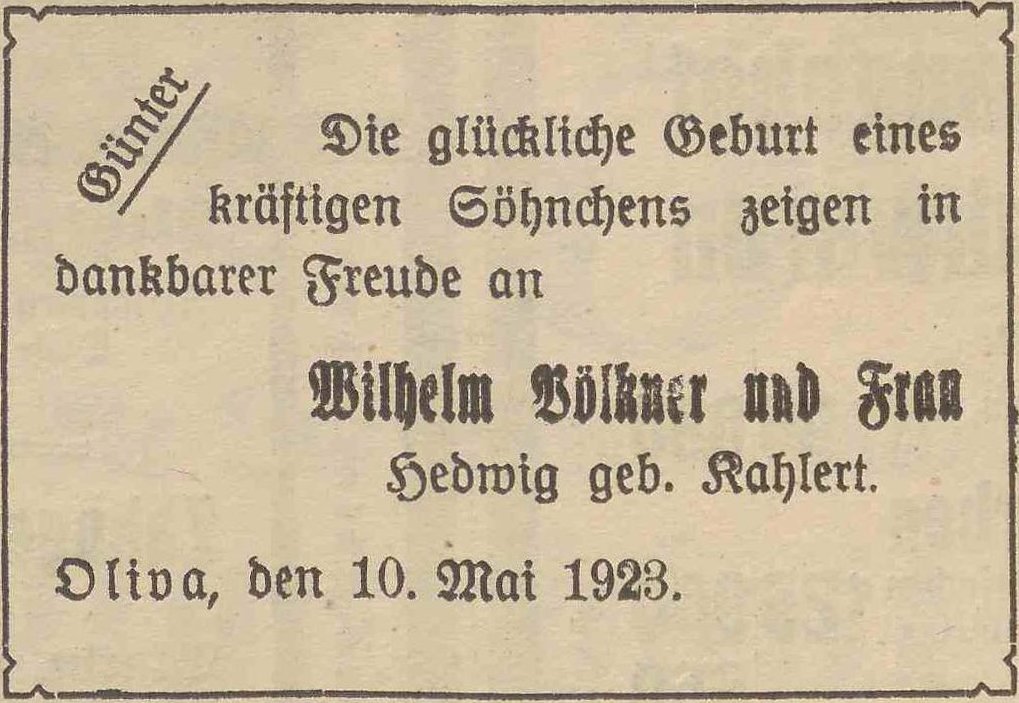 Günter
Die glückliche Geburt eines
kräftigen Söhnchens zeigen in
dankbarer Freude an
Wilhelm Völkner und Frau
Hedwig geb. Kahlert.
Oliva, den 10. Mai 1923.